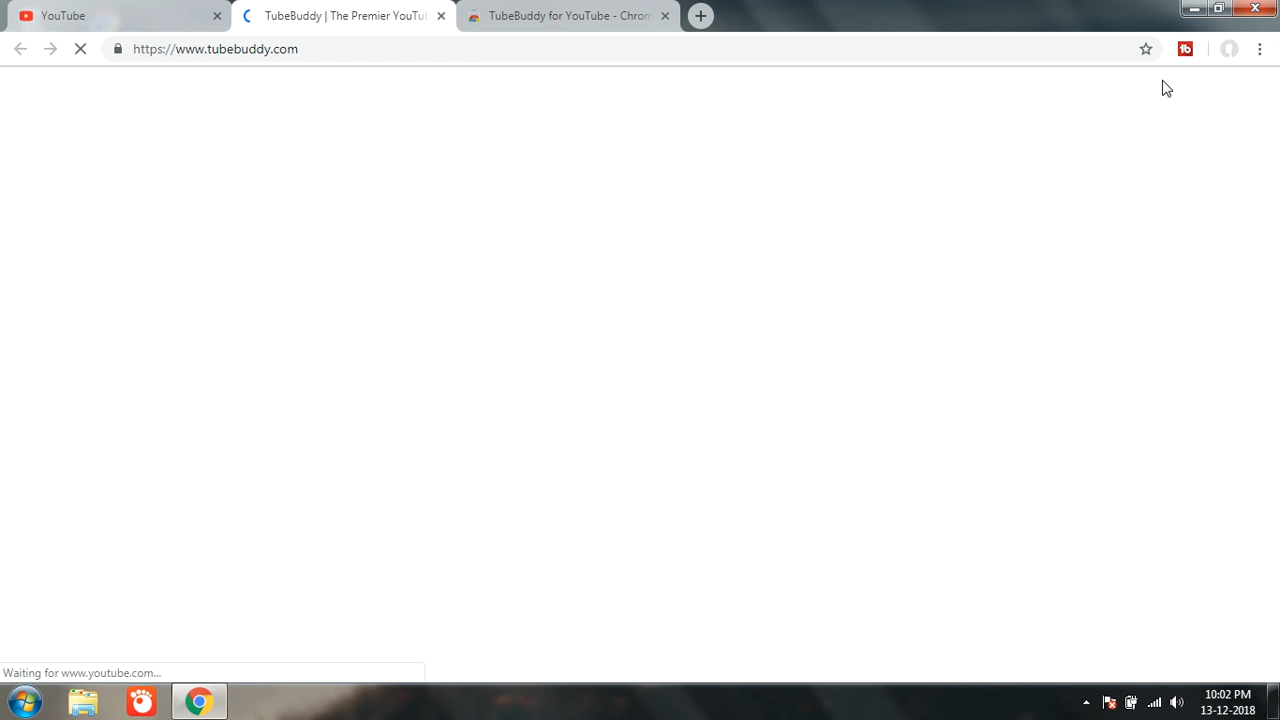 YouTube
TubeBuddy | The Premier YouTu
TubeBuddy for YouTube - Chrom
https://www.tubebuddy.com
tb
Waiting for www.youtube.com...
10:02 PM
13-12-2018